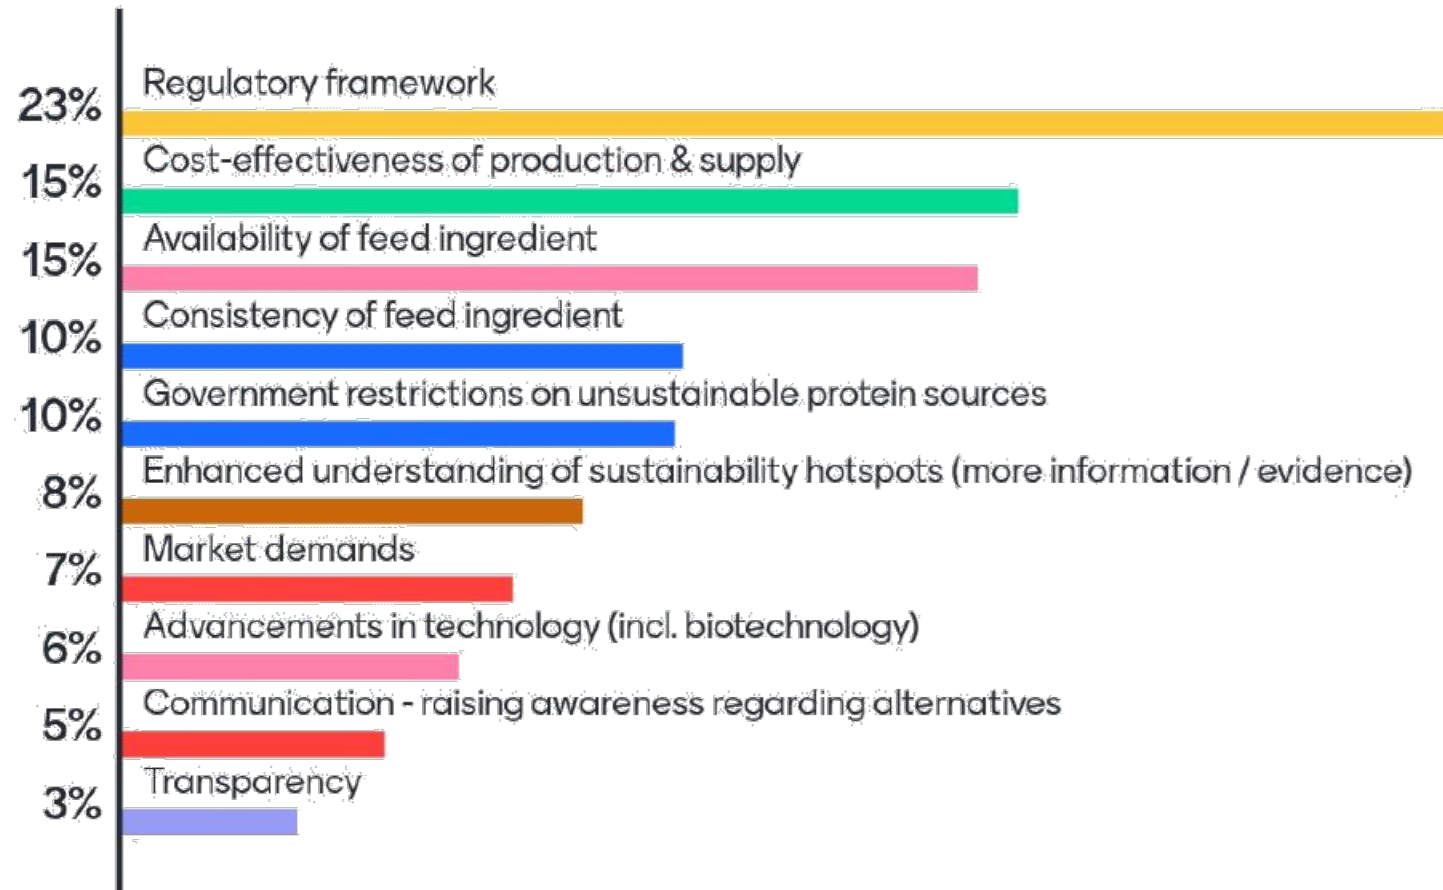 Regulatory framework
23%
Cost-effectiveness of production & supply
15%
Availability of feed ingredient
15%
Consistency of feed ingredient
10%
Government restrictions on unsustainable protein sources
10%
Enhanced understanding of sustainability hotspots (more information / evidence)
8%
Market demands
7%
Advancements in technology (incl. biotechnology)
6%
Communication - raising awareness regarding alternatives
5%
Transparency
3%